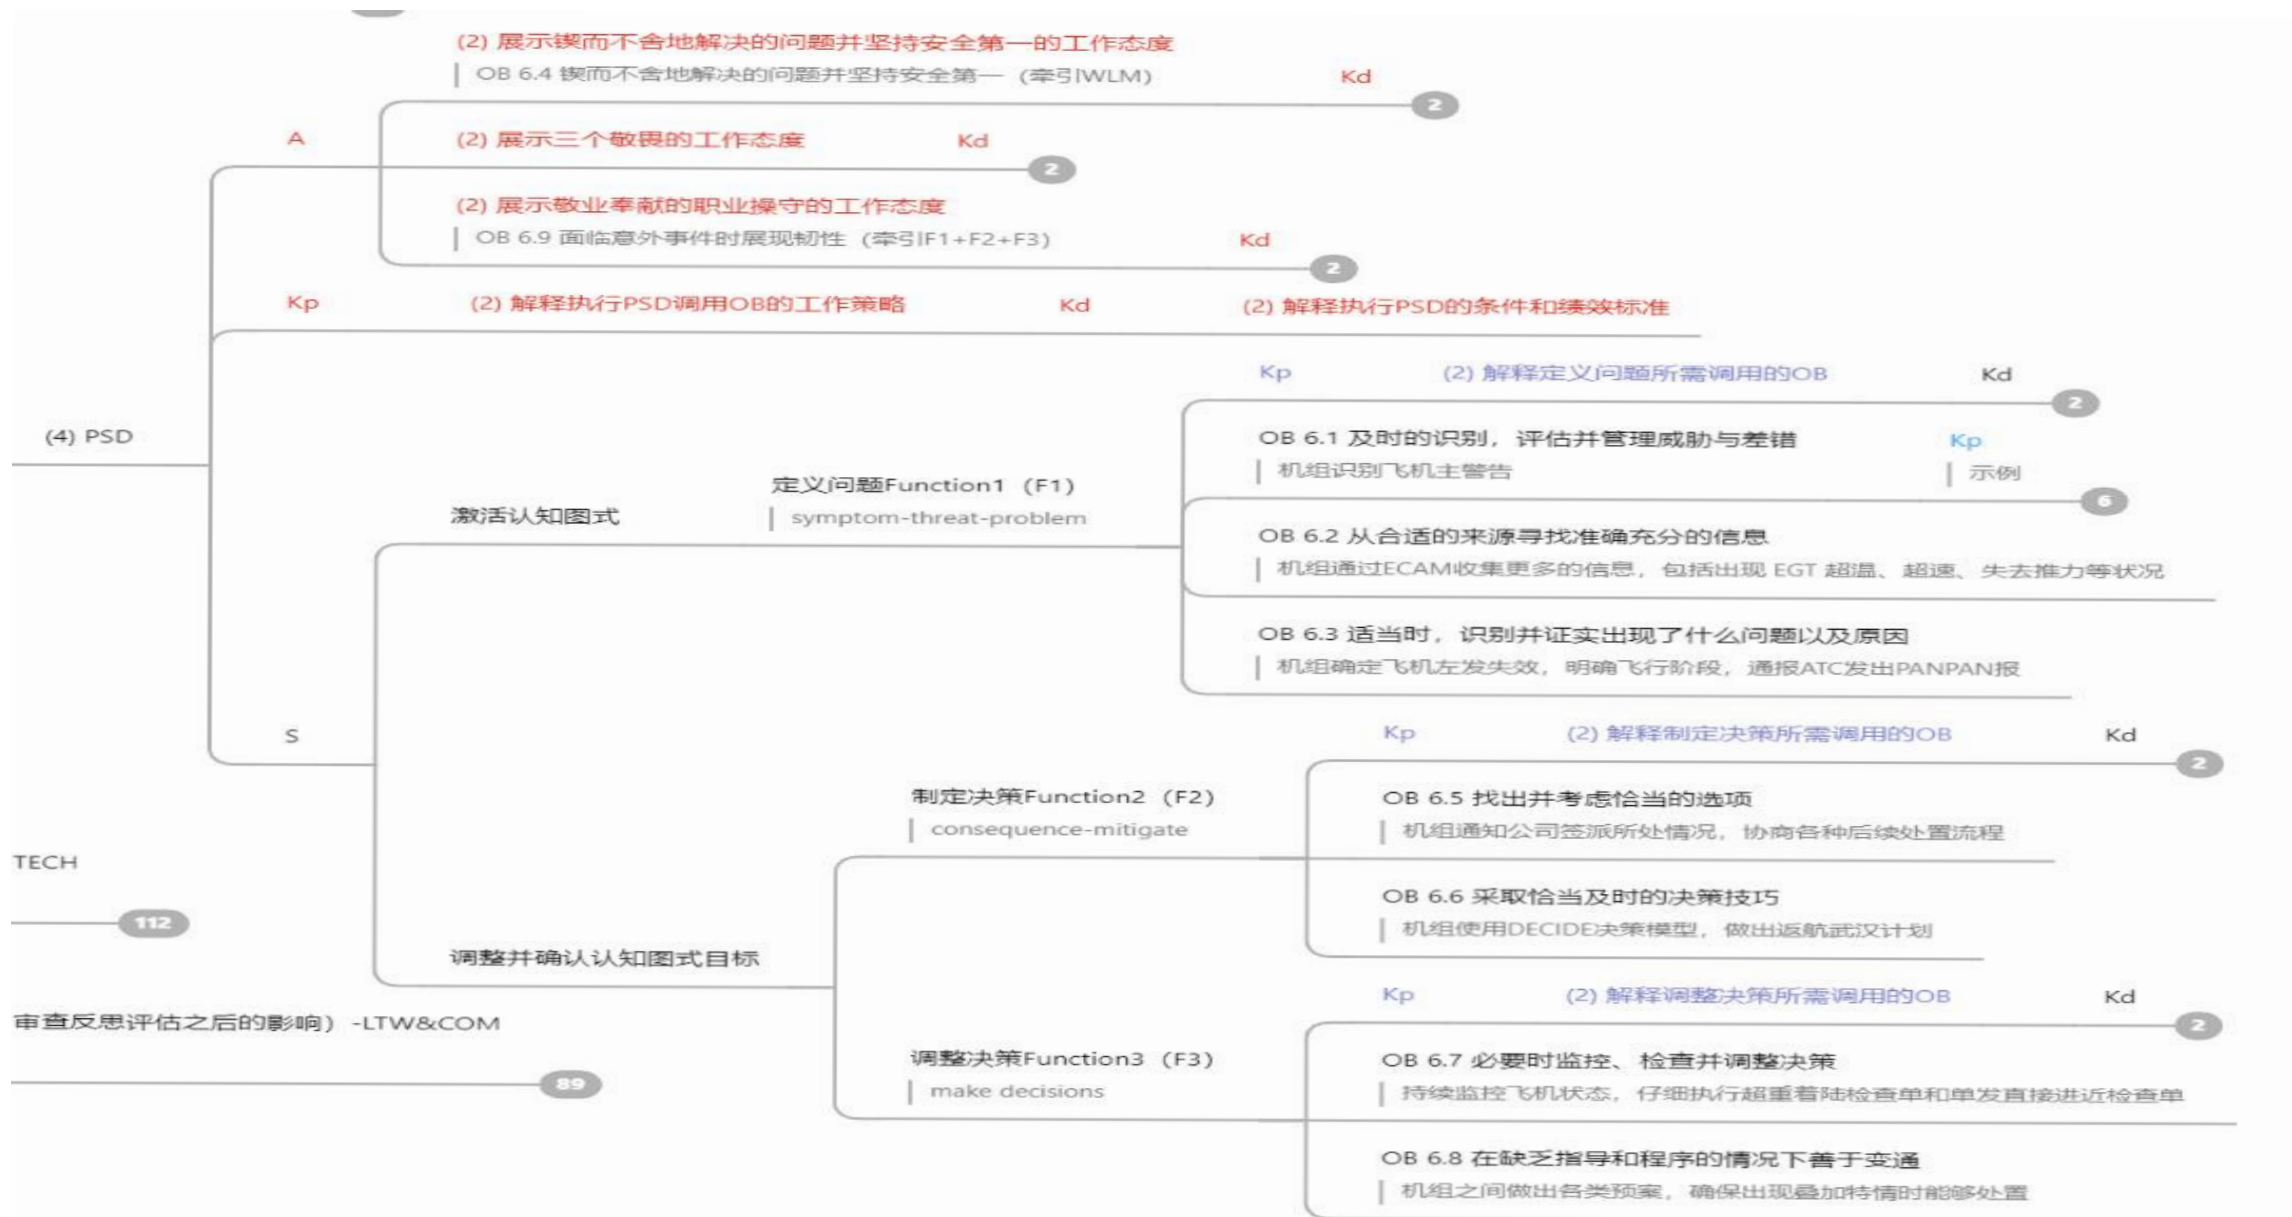 (2) 展示锲而不舍地解决的问题并坚持安全第一的工作态度
OB 6.4 锲而不舍地解决的问题并坚持安全第一（牵引WLM）
Kd
2
A
(2) 展示三个敬畏的工作态度
Kd
2
(2) 展示敬业奉献的职业操守的工作态度
OB 6.9 面临意外事件时展现韧性（牵引F1+F2+F3）
Kd
2
Kp
(2) 解释执行PSD调用OB的工作策略
Kd
(2) 解释执行PSD的条件和绩效标准
Kp
(2) 解释定义问题所需调用的OB
Kd
2
(4) PSD
OB 6.1 及时的识别，评估并管理威胁与差错
机组识别飞机主警告
Kp
示例
6
激活认知图式
定义问题Function1（F1）
symptom-threat-problem
OB 6.2 从合适的来源寻找准确充分的信息
机组通过ECAM收集更多的信息，包括出现 EGT 超温、超速、失去推力等状况
OB 6.3 适当时，识别并证实出现了什么问题以及原因
机组确定飞机左发失效，明确飞行阶段，通报ATC发出PANPAN报
S
Kp
(2) 解释制定决策所需调用的OB
Kd
2
制定决策Function2（F2）
consequence-mitigate
OB 6.5 找出并考虑恰当的选项
机组通知公司签派所处情况，协商各种后续处置流程
TECH
112
OB 6.6 采取恰当及时的决策技巧
机组使用DECIDE决策模型，做出返航武汉计划
调整并确认认知图式目标
Kp
(2) 解释调整决策所需调用的OB
Kd
2
审查反思评估之后的影响）-LTW&COM
89
调整决策Function3（F3）
make decisions
OB 6.7 必要时监控、检查并调整决策
持续监控飞机状态，仔细执行超重着陆检查单和单发直接进近检查单
OB 6.8 在缺乏指导和程序的情况下善于变通
机组之间做出各类预案，确保出现叠加特情时能够处置